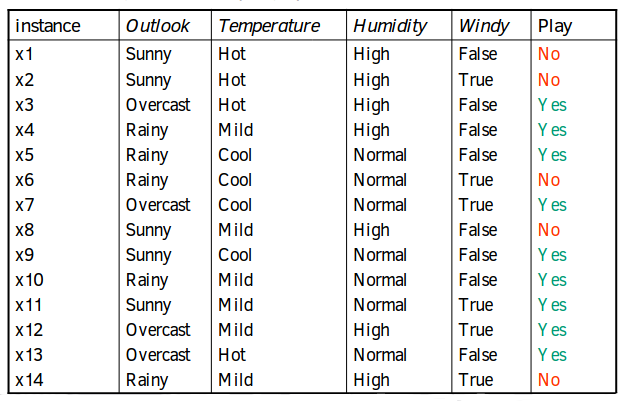 instance Outlook Temperature Humidity Windy Play
x1 Sunny Hot High False No
x2 Sunny Hot High True No
x3 Overcast Hot High False Yes
x4 Rainy Mild High False Yes
x5 Rainy Cool Normal False Yes
x6 Rainy Cool Normal True No
x7 Overcast Cool Normal True Yes
x8 Sunny Mild High False No
x9 Sunny Cool Normal False Yes
x10 Rainy Mild Normal False Yes
x11 Sunny Mild Normal True Yes
x12 Overcast Mild High True Yes
x13 Overcast Hot Normal False Yes
x14 Rainy Mild High True No